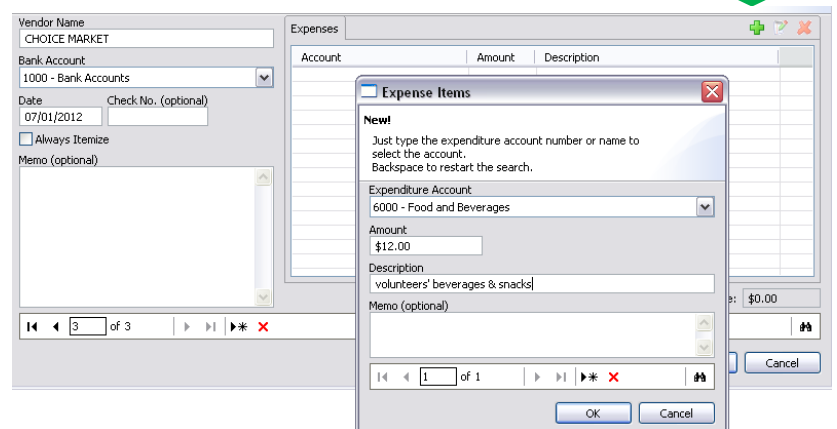 Vendor Name
CHOICE MARKET
Bank Account
1000 - Bank Accounts
Date Check No. (optional)
07/01/2012
Always Itemize
Memo (optional)
3 of 3
Expenses
Account Amount Description
Expense Items
New!
Just type the expenditure account number or name to
select the account.
Backspace to restart the search.
Expenditure Account
6000 - Food and Beverages
Amount
$12.00
Description
volunteers' beverages & snacks
Memo (optional)
1 of 1
OK Cancel
e: $0.00
Cancel